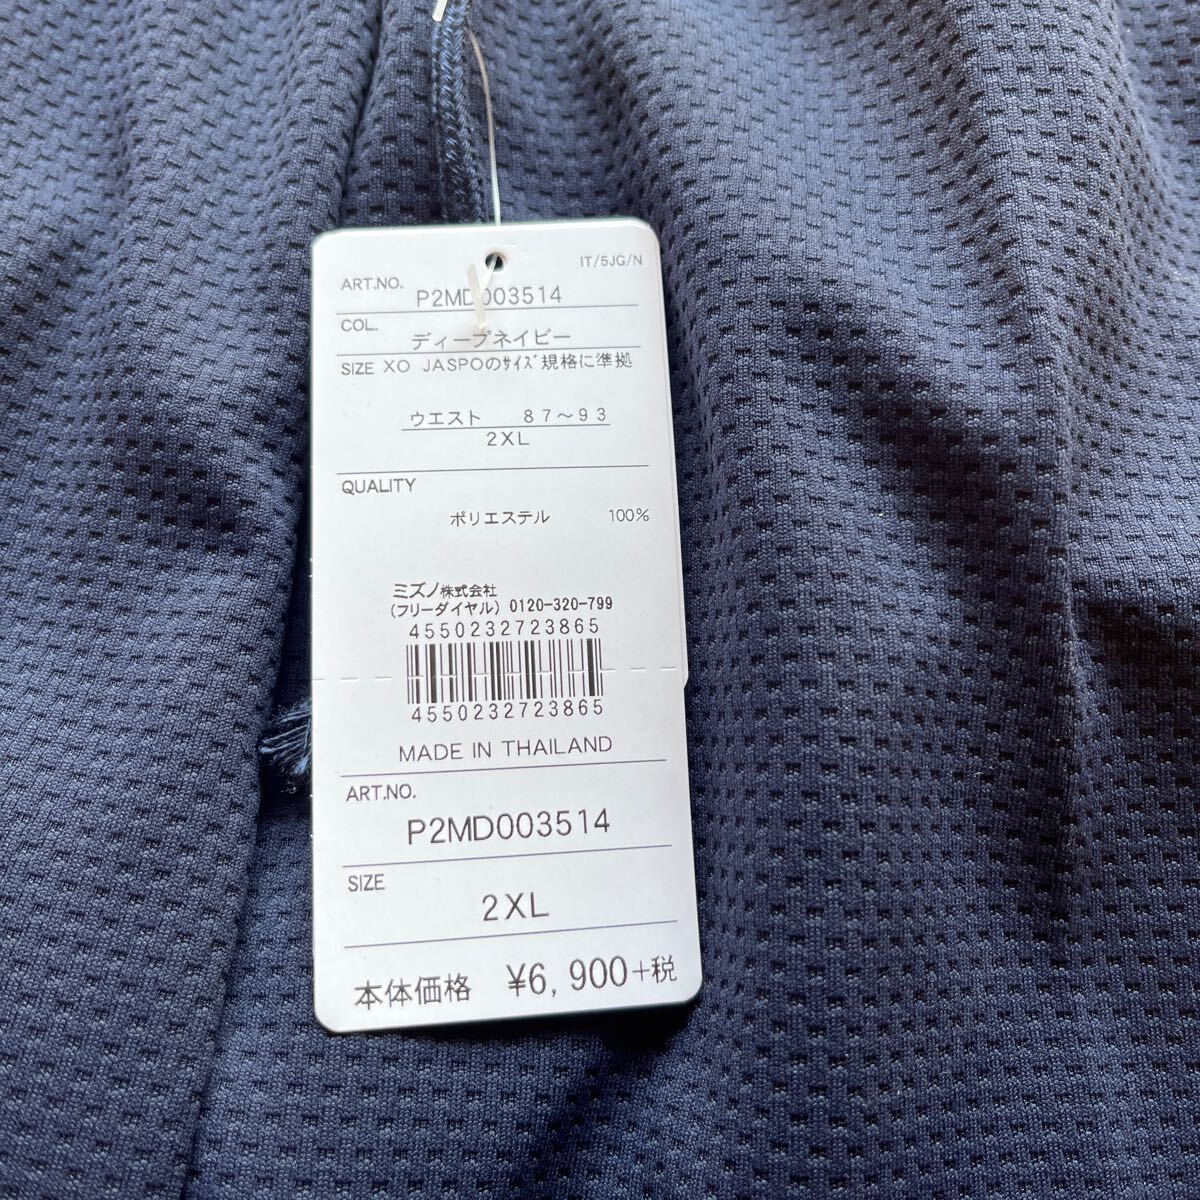 IT/5JG/N
ART.NO. P2MD003514
COL. ディープネイビー
SIZE XO JASPOのｻｲｽﾞ規格に準拠
ウエスト 87〜93
2XL
QUALITY
ポリエステル 100%
ミズノ株式会社
(フリーダイヤル) 0120-320-799
4550232723865
4550232723865
MADE IN THAILAND
ART.NO.
P2MD003514
SIZE
2XL
本体価格 ¥6,900+税